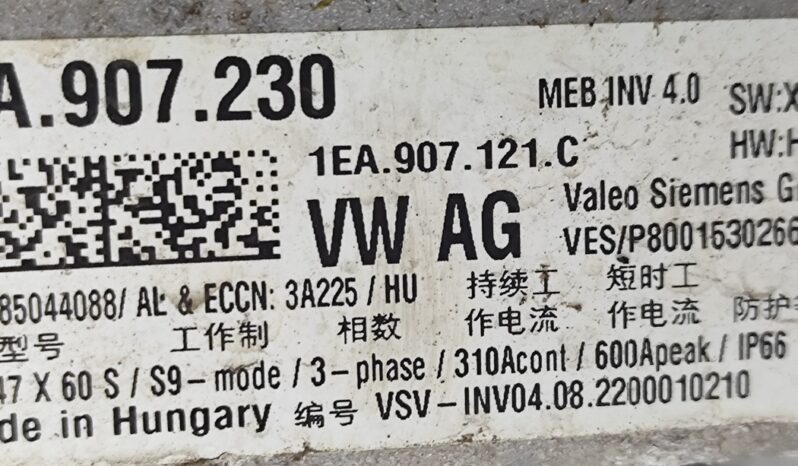 A.907.230
MEB INV 4.0 SW:X
1EA.907.121.C HW:H
VW AG Valeo Siemens G
VES/P8001530266
85044088/ AL & ECCN: 3A225 / HU
持续工 短时工
型号 工作制 相数 作电流 作电流 防护
47 X 60 S / S9-mode / 3-phase / 310Acont / 600Apeak / IP66
de in Hungary 编号 VSV-INV04.08.2200010210